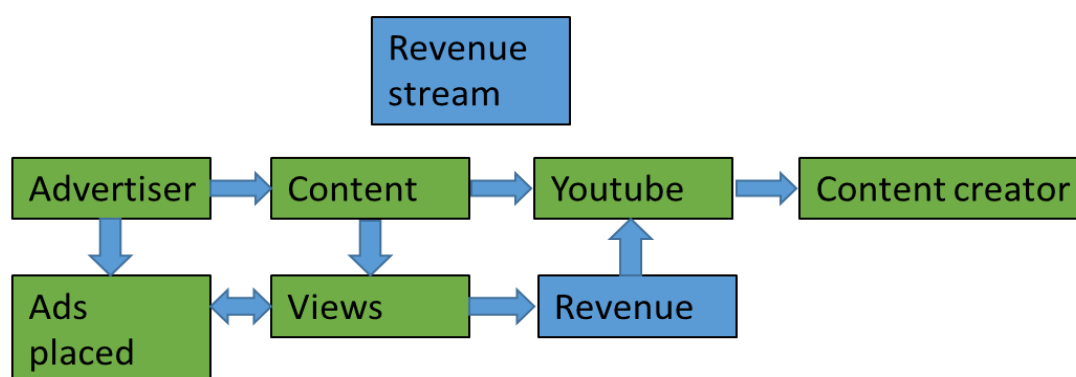 Revenue
stream
Advertiser
Content
Youtube
Content creator
Ads
placed
Views
Revenue